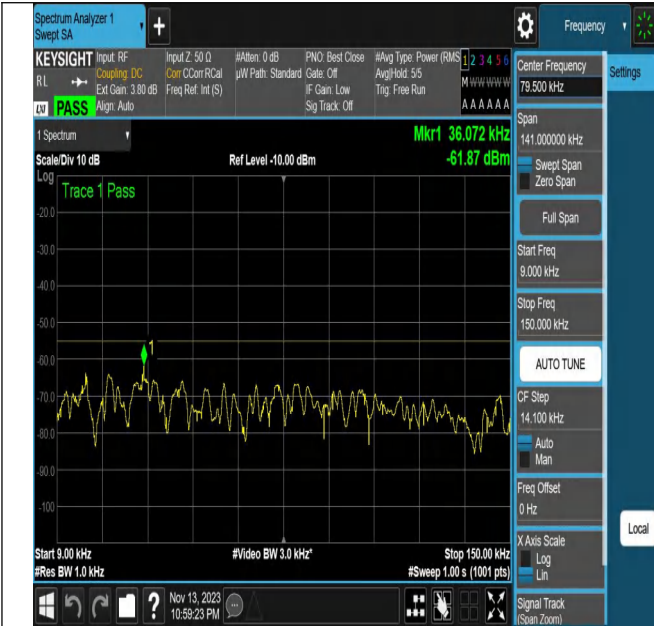 Spectrum Analyzer 1
Swept SA
+
Frequency
KEYSIGHT
RL
PASS
Input: RF
Coupling: DC
Ext Gain: 3.80 dB
Align: Auto
Input Z: 50 Ω
Corr CCorr RCal
Freq Ref: Int (S)
#Atten: 0 dB
µW Path: Standard
PNO: Best Close
Gate: Off
IF Gain: Low
Sig Track: Off
#Avg Type: Power (RMS
Avg|Hold: 5/5
Trig: Free Run
1 2 3 4 5 6
M W W W W W
A A A A A A
1 Spectrum
Scale/Div 10 dB
Ref Level -10.00 dBm
Mkr1 36.072 kHz
-61.87 dBm
Log
Trace 1 Pass
-20.0
-30.0
-40.0
-50.0
1
-60.0
-70.0
-80.0
-90.0
-100
Start 9.00 kHz
#Video BW 3.0 kHz*
Stop 150.00 kHz
#Res BW 1.0 kHz
#Sweep 1.00 s (1001 pts)
?
Nov 13, 2023
10:59:23 PM
Center Frequency
79.500 kHz
Settings
Span
141.000000 kHz
Swept Span
Zero Span
Full Span
Start Freq
9.000 kHz
Stop Freq
150.000 kHz
AUTO TUNE
CF Step
14.100 kHz
Auto
Man
Freq Offset
0 Hz
X Axis Scale
Log
Lin
Local
Signal Track
(Span Zoom)